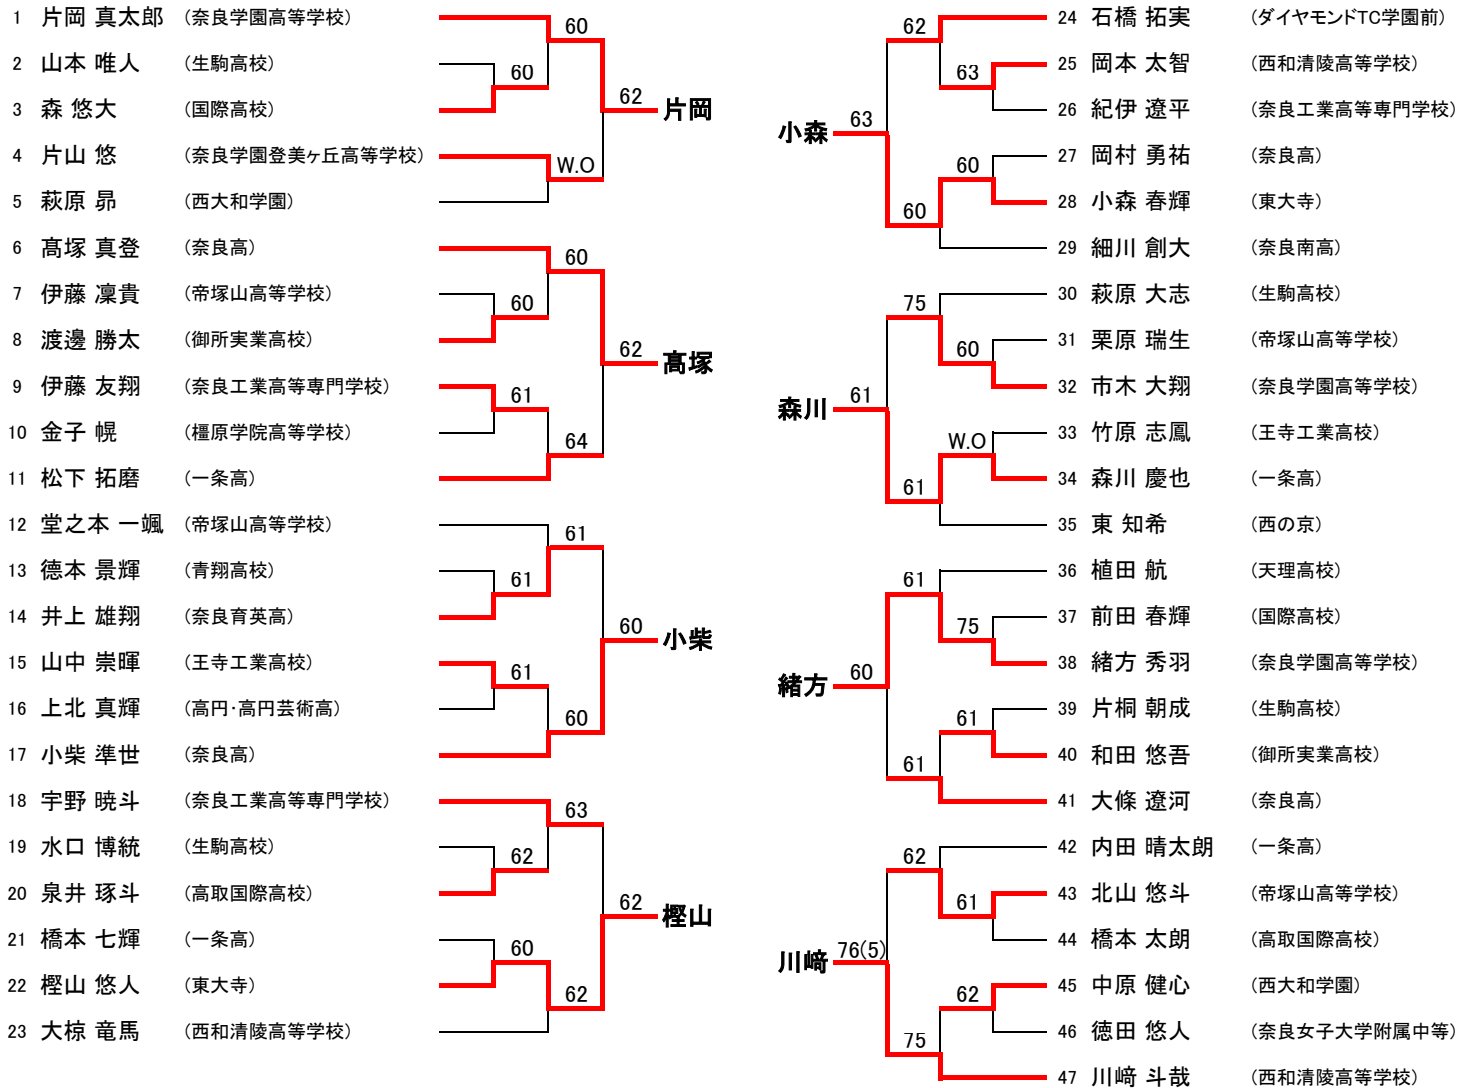 1 片岡 真太郎 (奈良学園高等学校)
2 山本 唯人 (生駒高校)
3 森 悠大 (国際高校)
4 片山 悠 (奈良学園登美ヶ丘高等学校)
5 萩原 昴 (西大和学園)
6 髙塚 真登 (奈良高)
7 伊藤 凜貴 (帝塚山高等学校)
8 渡邊 勝太 (御所実業高校)
9 伊藤 友翔 (奈良工業高等専門学校)
10 金子 幌 (橿原学院高等学校)
11 松下 拓磨 (一条高)
12 堂之本 一颯 (帝塚山高等学校)
13 德本 景輝 (青翔高校)
14 井上 雄翔 (奈良育英高)
15 山中 崇暉 (王寺工業高校)
16 上北 真輝 (高円･高円芸術高)
17 小柴 準世 (奈良高)
18 宇野 暁斗 (奈良工業高等専門学校)
19 水口 博統 (生駒高校)
20 泉井 琢斗 (高取国際高校)
21 橋本 七輝 (一条高)
22 樫山 悠人 (東大寺)
23 大椋 竜馬 (西和清陵高等学校)
60
60
62 片岡
W.O
60
60
62 髙塚
61
64
61
61
60 小柴
61
60
63
62
62 樫山
60
62
62
63
小森 63
60
60
75
60
森川 61
W.O
61
61
75
緒方 60
61
61
62
61
川﨑 76(5)
62
75
24 石橋 拓実 (ダイヤモンドTC学園前)
25 岡本 太智 (西和清陵高等学校)
26 紀伊 遼平 (奈良工業高等専門学校)
27 岡村 勇祐 (奈良高)
28 小森 春輝 (東大寺)
29 細川 創大 (奈良南高)
30 萩原 大志 (生駒高校)
31 栗原 瑞生 (帝塚山高等学校)
32 市木 大翔 (奈良学園高等学校)
33 竹原 志鳳 (王寺工業高校)
34 森川 慶也 (一条高)
35 東 知希 (西の京)
36 植田 航 (天理高校)
37 前田 春輝 (国際高校)
38 緒方 秀羽 (奈良学園高等学校)
39 片桐 朝成 (生駒高校)
40 和田 悠吾 (御所実業高校)
41 大條 遼河 (奈良高)
42 内田 晴太朗 (一条高)
43 北山 悠斗 (帝塚山高等学校)
44 橋本 太朗 (高取国際高校)
45 中原 健心 (西大和学園)
46 徳田 悠人 (奈良女子大学附属中等)
47 川﨑 斗哉 (西和清陵高等学校)